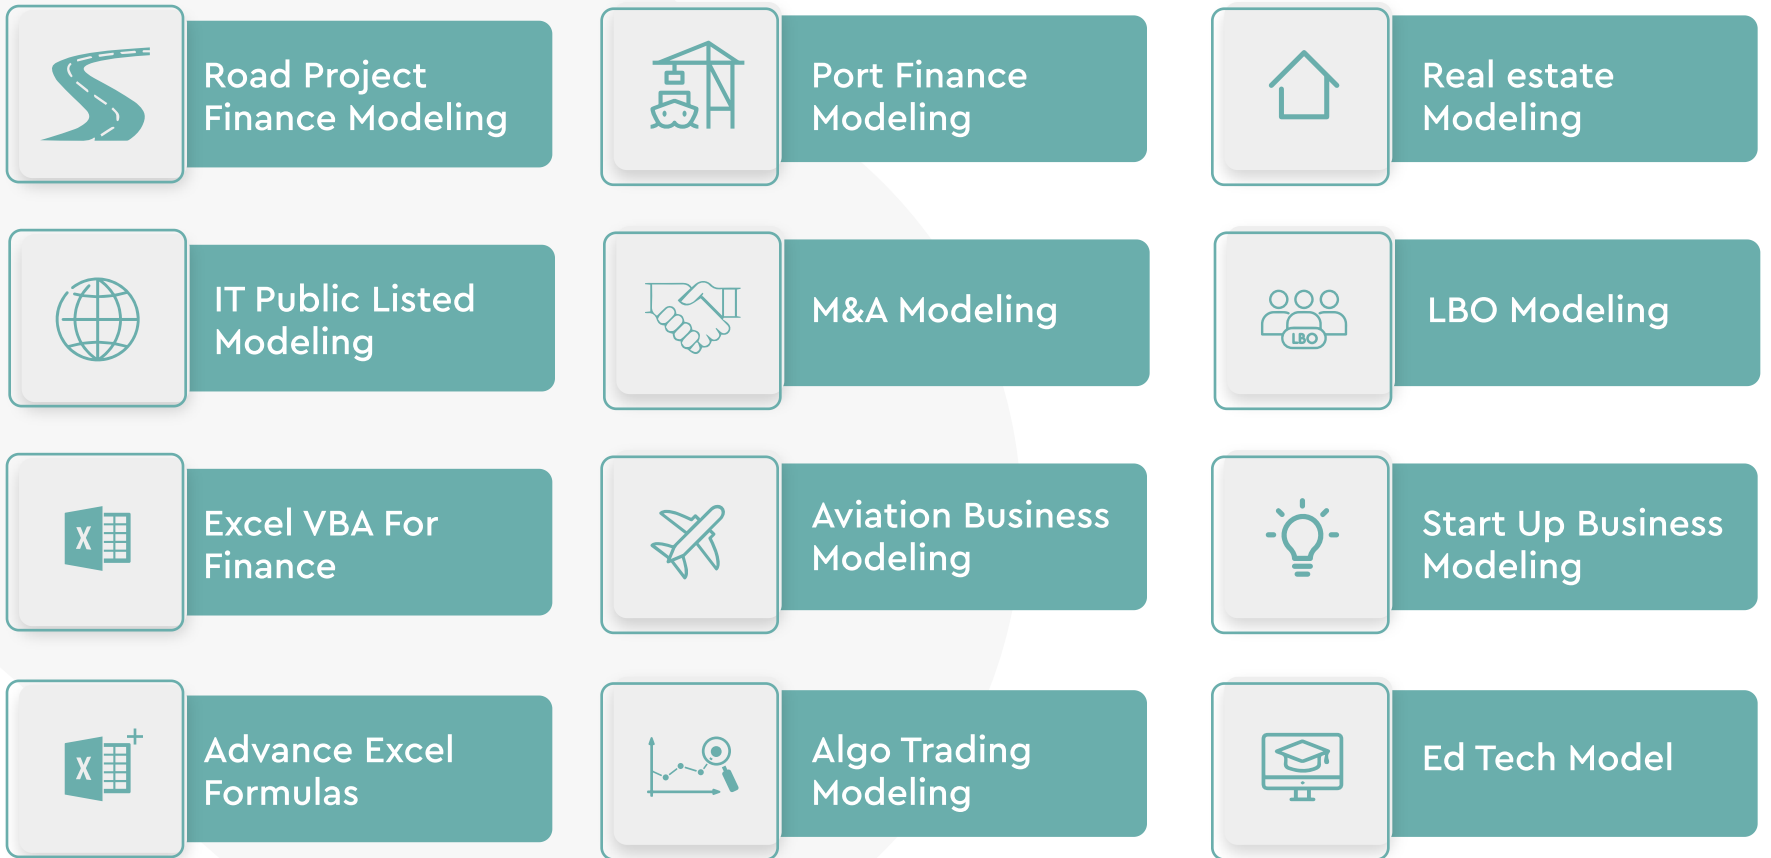 Road Project
Finance Modeling
Port Finance
Modeling
Real estate
Modeling
IT Public Listed
Modeling
M&A Modeling
LBO
LBO Modeling
X
Excel VBA For
Finance
Aviation Business
Modeling
Start Up Business
Modeling
X
Advance Excel
Formulas
Algo Trading
Modeling
Ed Tech Model